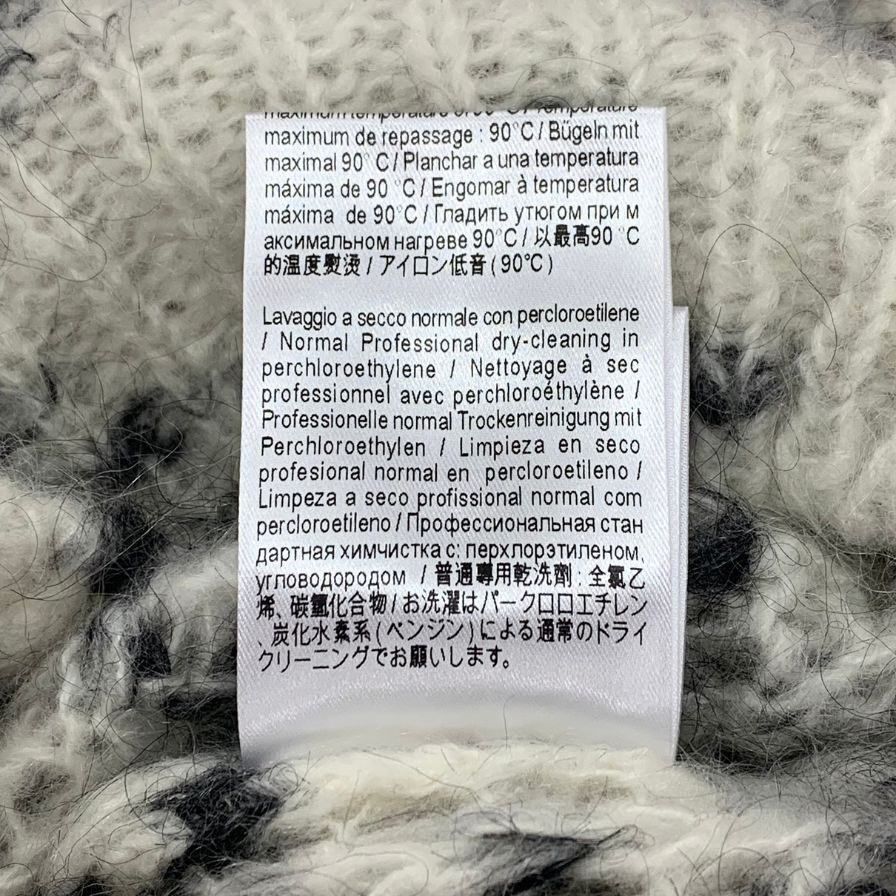 maximum temperature of 90°C / Température
maximum de repassage : 90°C / Bügeln mit
maximal 90° C / Planchar a una temperatura
máxima de 90 °C / Engomar à temperatura
máxima de 90°C / Гладить утюгом при м
аксимальном нагреве 90°C / 以最高90 °C
的温度熨烫 / アイロン低音 (90℃)
Lavaggio a secco normale con percloroetilene
/ Normal Professional dry-cleaning in
perchloroethylene / Nettoyage à sec
professionnel avec perchloréthylène /
Professionelle normal Trockenreinigung mit
Perchloroethylen / Limpieza en seco
profesional normal en percloroetileno /
Limpeza a seco profissional normal com
percloroetileno / Профессиональная стан
дартная химчистка с: перхлорэтиленом,
угловодородом / 普通專用乾洗劑 : 全氯乙
烯、碳氫化合物 / お洗濯はパークロロエチレン
、炭化水素系 (ベンジン) による通常のドライ
クリーニングでお願いします。